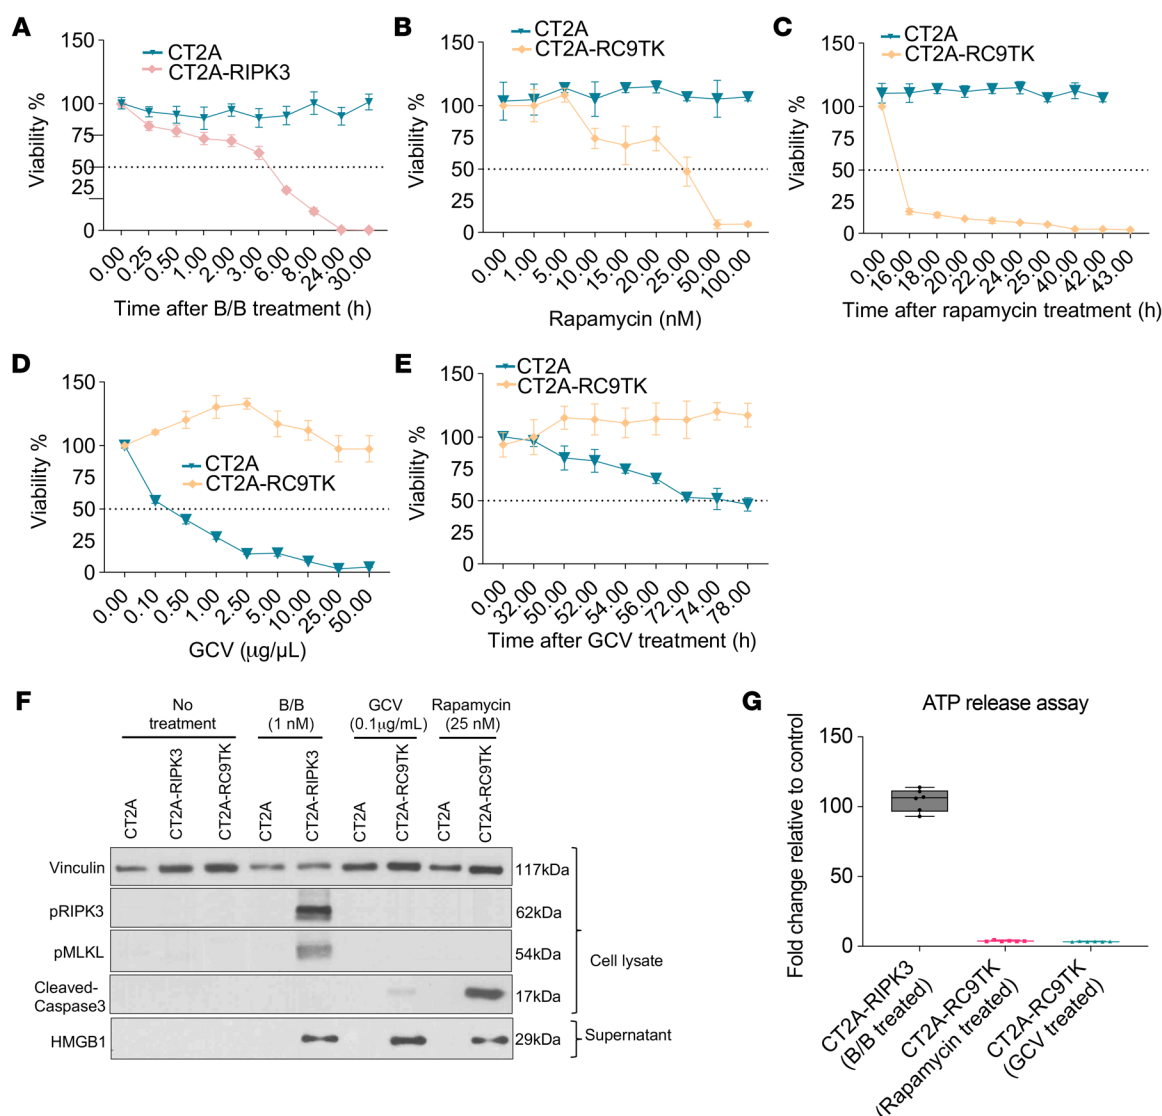 A
CT2A
CT2A-RIPK3
150
100
75
50
25
0
Viability %
0.00
0.25
0.50
1.00
2.00
3.00
6.00
8.00
24.00
30.00
Time after B/B treatment (h)
B
CT2A
CT2A-RC9TK
150
100
75
50
25
0
Viability %
0.00
1.00
5.00
10.00
15.00
20.00
25.00
50.00
100.00
Rapamycin (nM)
C
CT2A
CT2A-RC9TK
150
100
75
50
25
0
Viability %
0.00
16.00
18.00
20.00
22.00
24.00
25.00
40.00
42.00
43.00
Time after rapamycin treatment (h)
D
CT2A
CT2A-RC9TK
150
100
75
50
25
0
Viability %
0.00
0.10
0.50
1.00
2.50
5.00
10.00
25.00
50.00
GCV (μg/μL)
E
CT2A
CT2A-RC9TK
150
100
75
50
25
0
Viability %
0.00
32.00
50.00
52.00
54.00
56.00
72.00
74.00
78.00
Time after GCV treatment (h)
F
No
treatment
B/B
(1 nM)
GCV
(0.1μg/mL)
Rapamycin
(25 nM)
CT2A
CT2A-RIPK3
CT2A-RC9TK
CT2A
CT2A-RIPK3
CT2A
CT2A-RC9TK
CT2A
CT2A-RC9TK
Vinculin
117kDa
pRIPK3
62kDa
pMLKL
54kDa
Cleaved-
Caspase3
17kDa
HMGB1
29kDa
Cell lysate
Supernatant
G
ATP release assay
150
100
50
0
Fold change relative to control
CT2A-RIPK3
(B/B treated)
CT2A-RC9TK
(Rapamycin treated)
CT2A-RC9TK
(GCV treated)